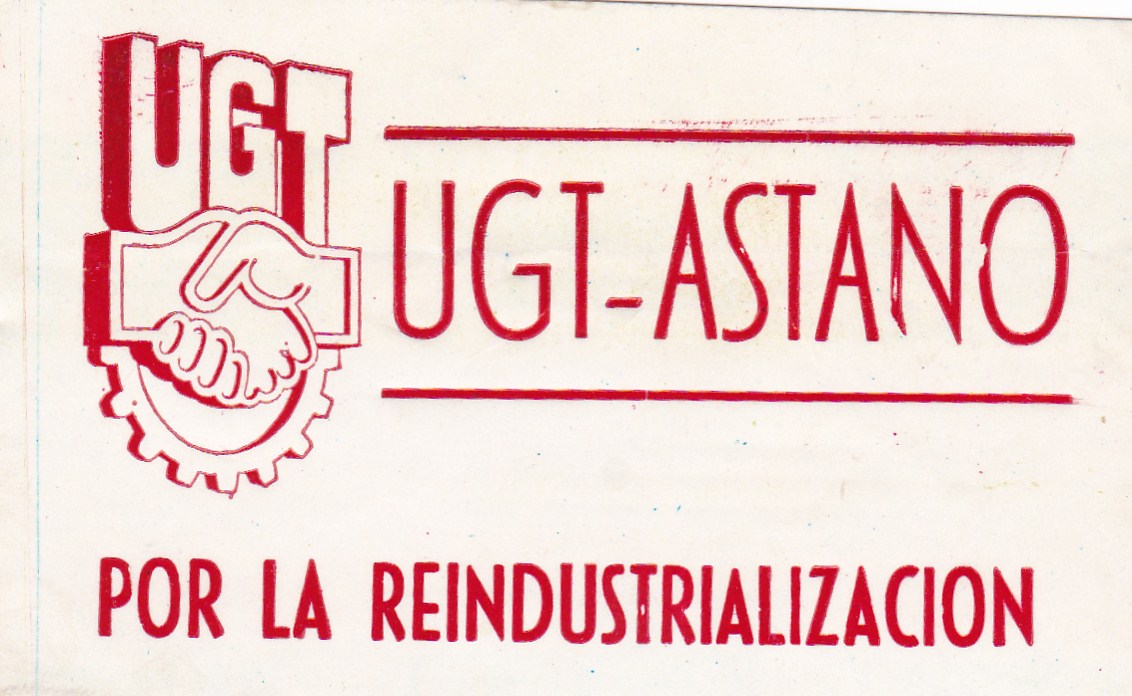 UGT
UGT-ASTANO
POR LA REINDUSTRIALIZACION